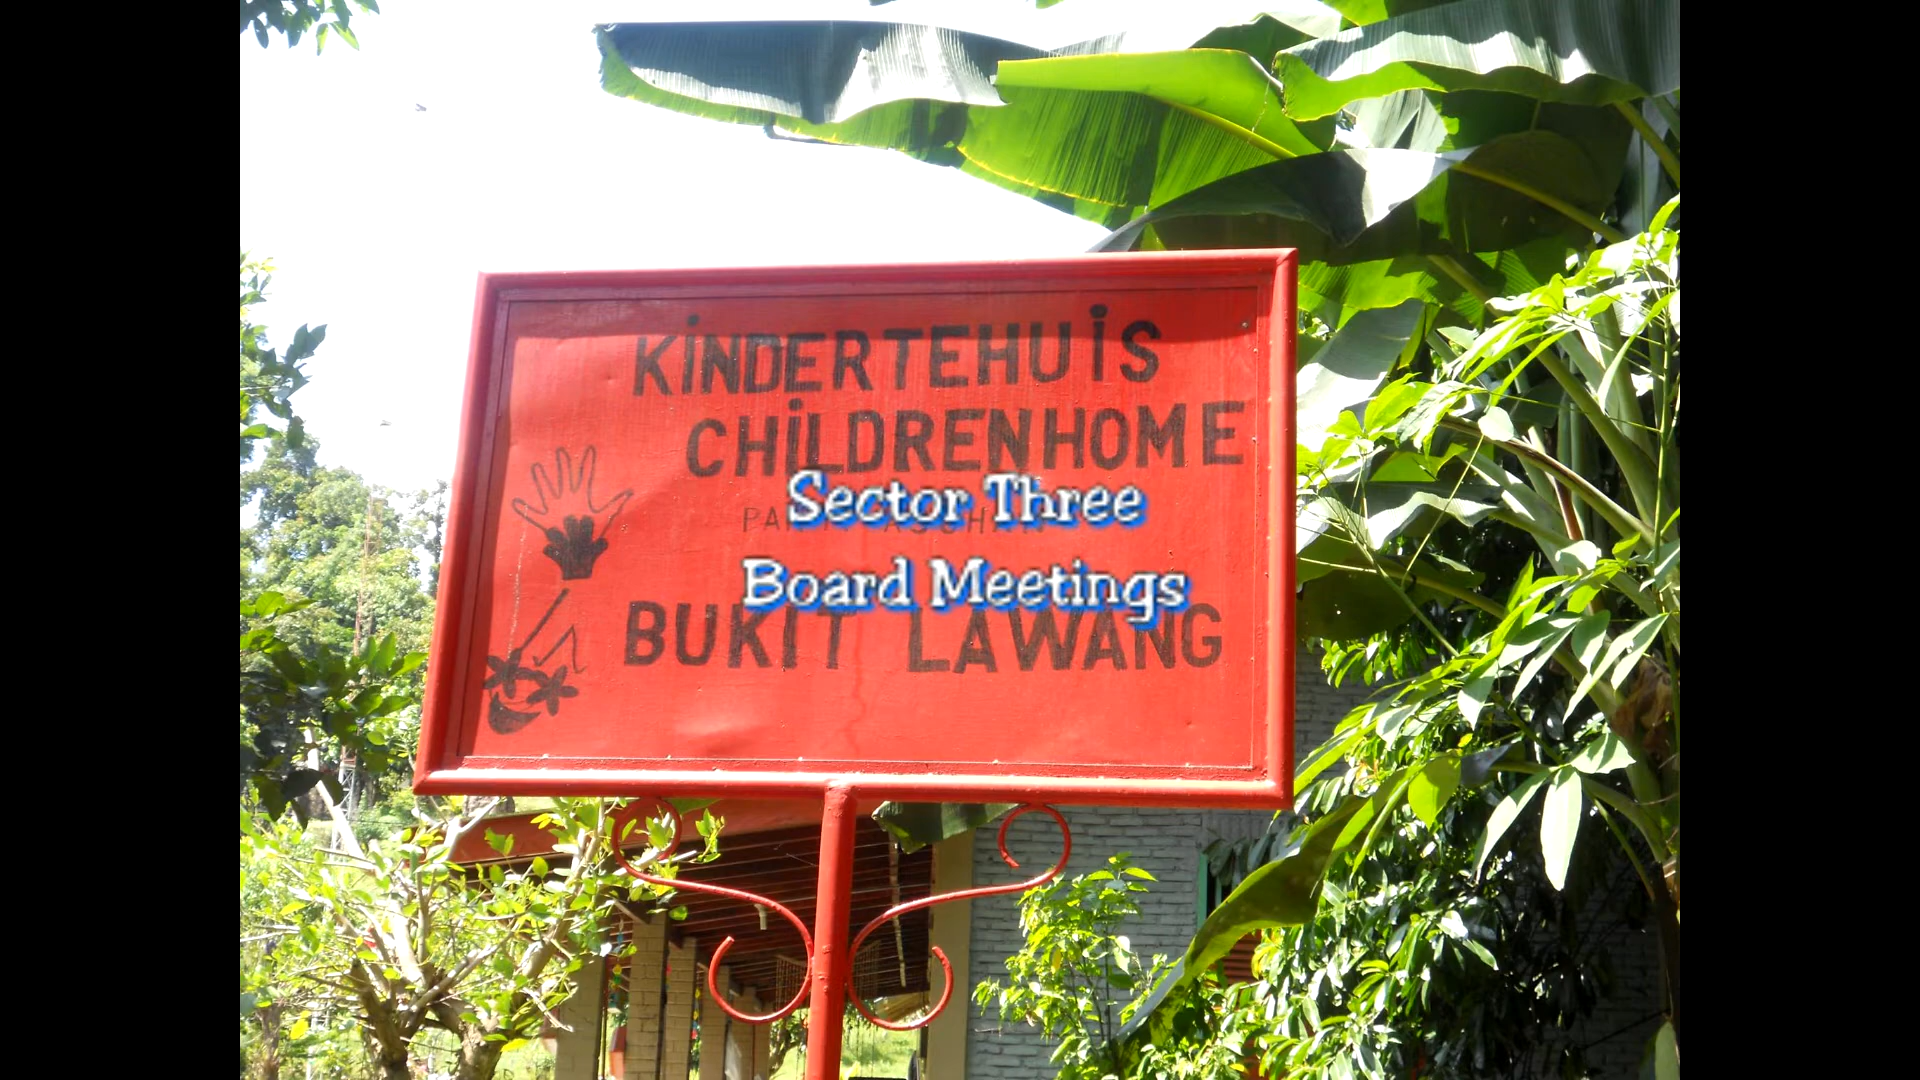 KINDERTEHUIS
CHILDRENHOME
Sector Three
Board Meetings
BUKIT LAWANG